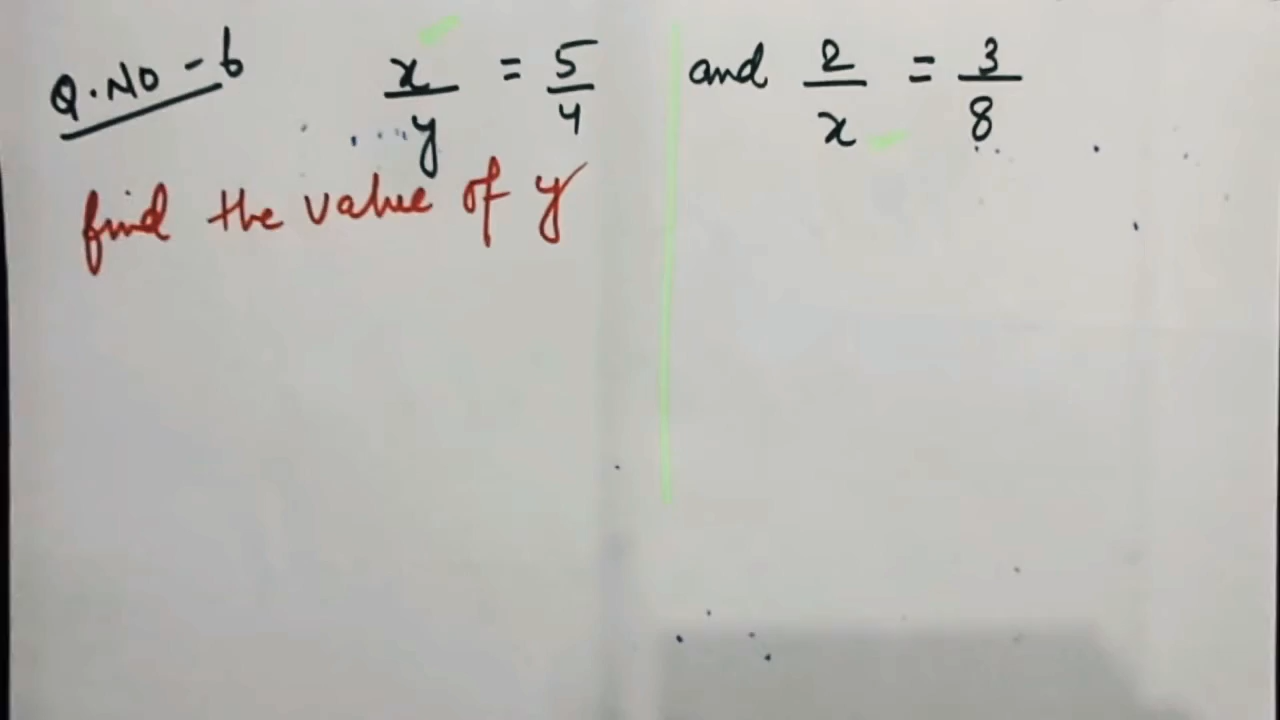 Q.NO - 6 x/y = 5/4 and 2/x = 3/8
find the value of y